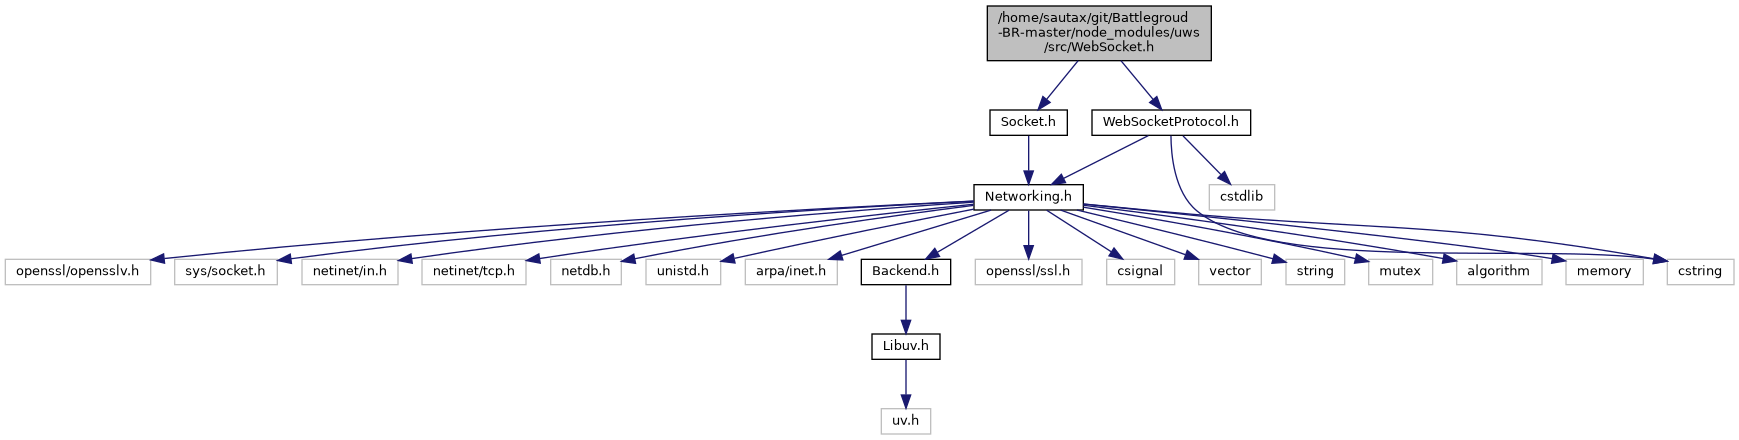 /home/sautax/git/Battlegroud
-BR-master/node_modules/uws
/src/WebSocket.h
Socket.h
WebSocketProtocol.h
Networking.h
cstdlib
openssl/opensslv.h
sys/socket.h
netinet/in.h
netinet/tcp.h
netdb.h
unistd.h
arpa/inet.h
Backend.h
openssl/ssl.h
csignal
vector
string
mutex
algorithm
memory
cstring
Libuv.h
uv.h